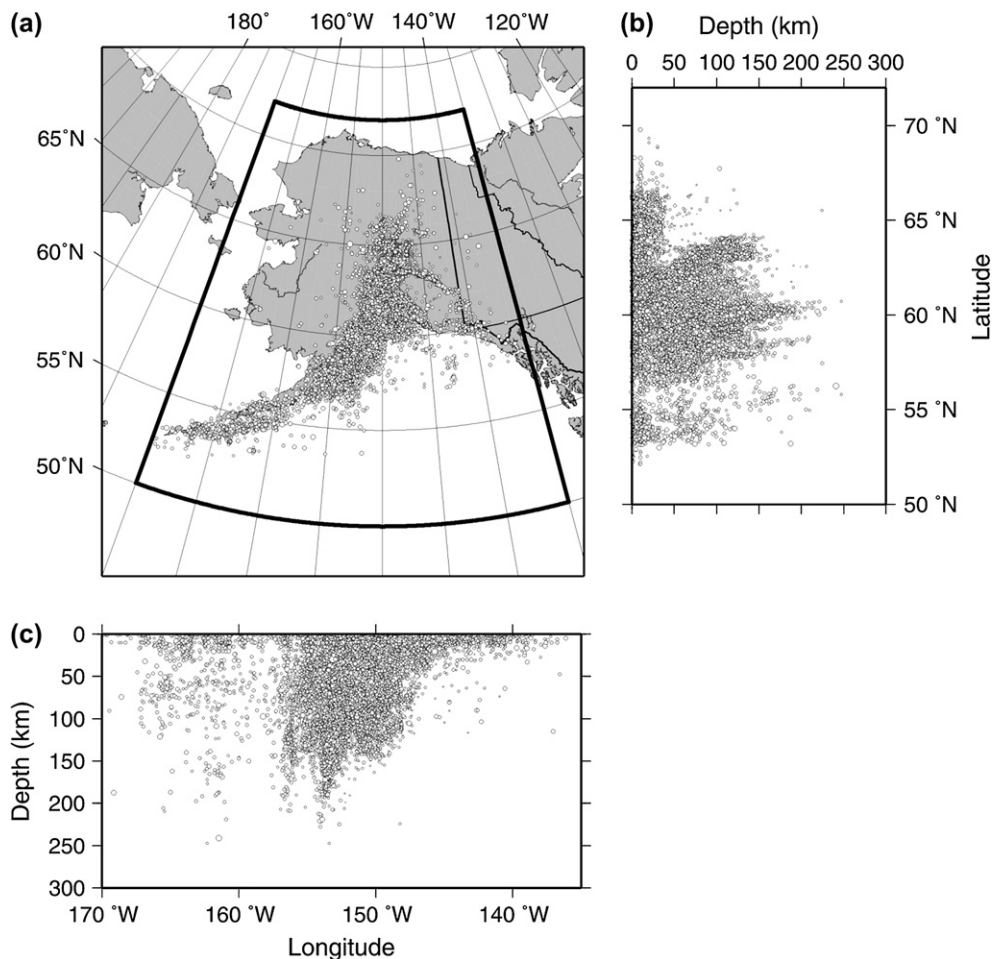 (a)
180° 160°W 140°W 120°W
65°N
60°N
55°N
50°N
(b)
Depth (km)
0 50 100 150 200 250 300
70 °N
65 °N
60 °N
55 °N
50 °N
Latitude
(c)
0
50
100
150
200
250
300
Depth (km)
170 °W 160 °W 150 °W 140 °W
Longitude